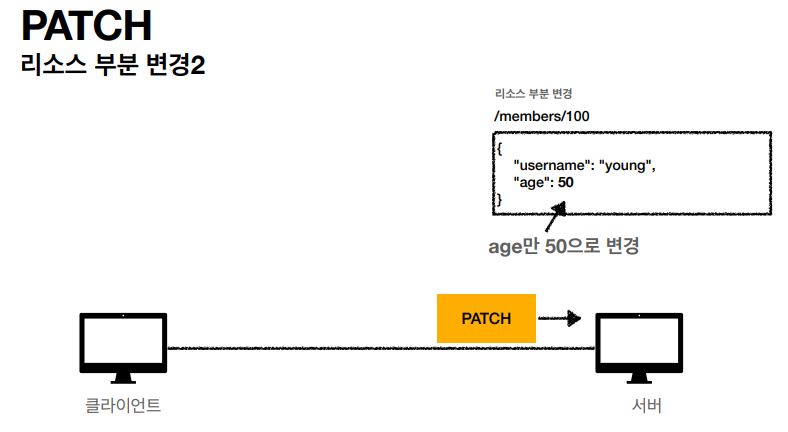 PATCH
리소스 부분 변경2
리소스 부분 변경
/members/100
{
"username": "young",
"age": 50
}
age만 50으로 변경
PATCH
클라이언트
서버